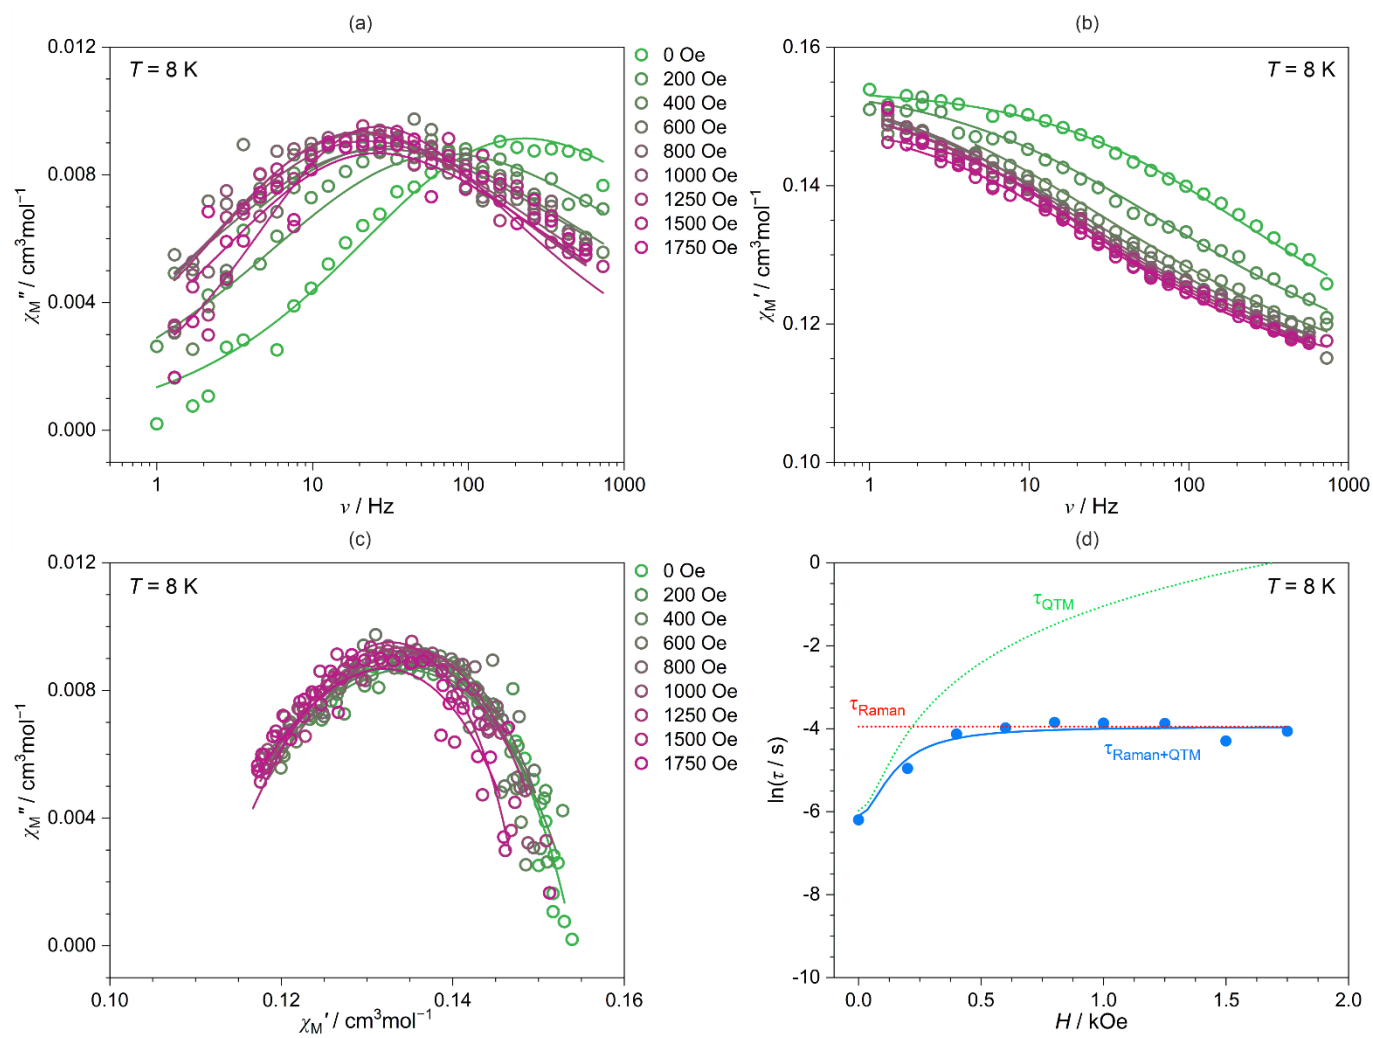 (a)
T = 8 K
0.012
0.008
0.004
0.000
χM″ / cm³mol⁻¹
1
10
100
1000
ν / Hz
0 Oe
200 Oe
400 Oe
600 Oe
800 Oe
1000 Oe
1250 Oe
1500 Oe
1750 Oe
(b)
T = 8 K
0.16
0.14
0.12
0.10
χM′ / cm³mol⁻¹
1
10
100
1000
ν / Hz
(c)
T = 8 K
0.012
0.008
0.004
0.000
χM″ / cm³mol⁻¹
0.10
0.12
0.14
0.16
χM′ / cm³mol⁻¹
0 Oe
200 Oe
400 Oe
600 Oe
800 Oe
1000 Oe
1250 Oe
1500 Oe
1750 Oe
(d)
T = 8 K
0
-2
-4
-6
-8
-10
ln(τ / s)
τQTM
τRaman
τRaman+QTM
0.0
0.5
1.0
1.5
2.0
H / kOe